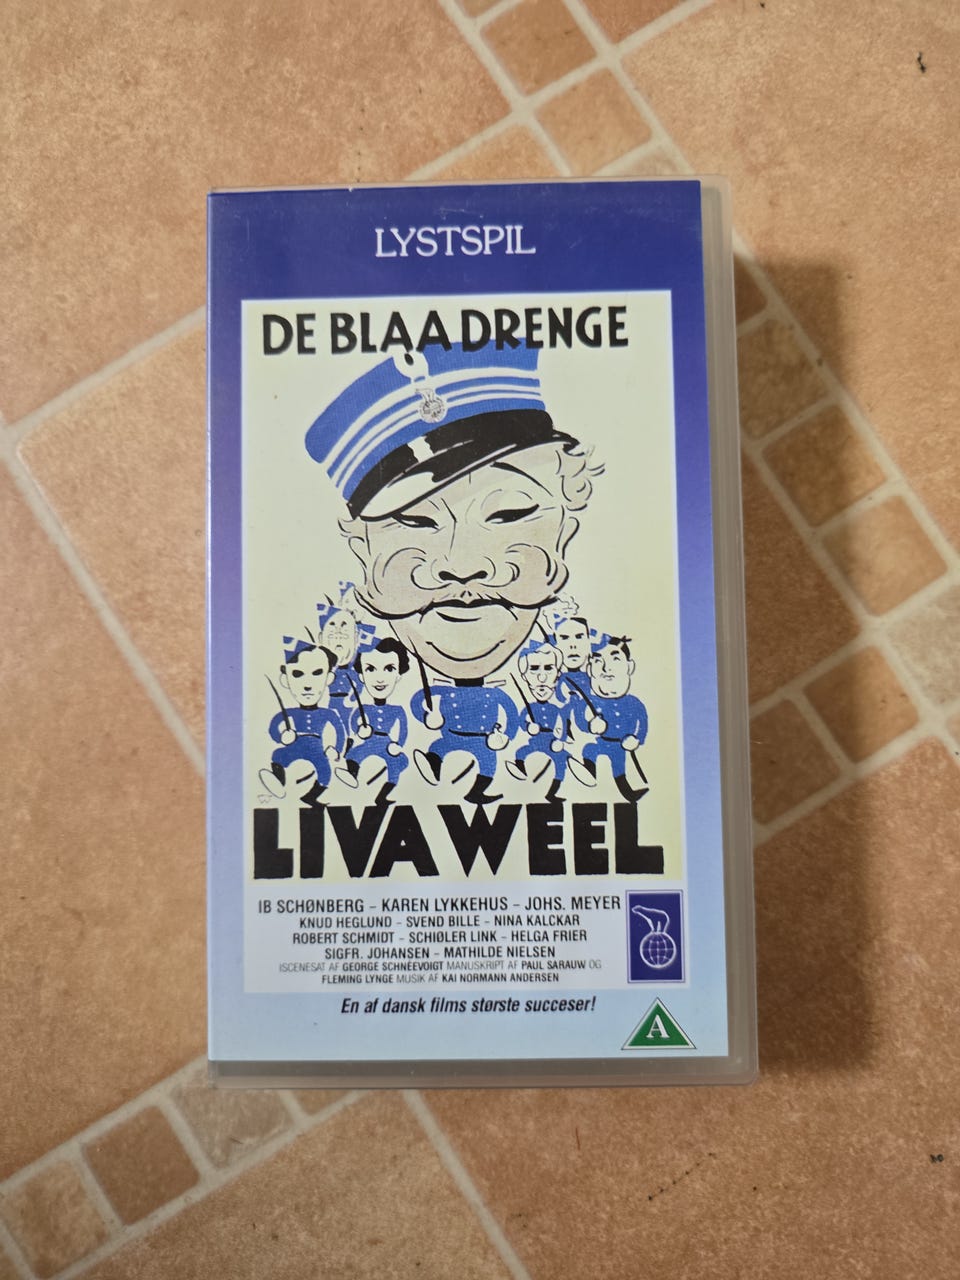 LYSTSPIL
DE BLAA DRENGE
LIVA WEEL
IB SCHØNBERG – KAREN LYKKEHUS – JOHS. MEYER
KNUD HEGLUND – SVEND BILLE – NINA KALCKAR
ROBERT SCHMIDT – SCHIØLER LINK – HELGA FRIER
SIGFR. JOHANSEN – MATHILDE NIELSEN
ISCENESAT AF GEORGE SCHNÉEVOIGT MANUSKRIPT AF PAUL SARAUW OG
FLEMING LYNGE MUSIK AF KAI NORMANN ANDERSEN
En af dansk films største succeser!
A